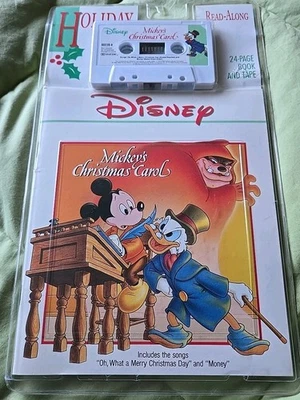 HOLIDAY
READ-ALONG
Disney
Mickey's
Christmas Carol
24-PAGE
BOOK
AND TAPE
DISNEY
Mickey's
Christmas Carol
Includes the songs
"Oh, What a Merry Christmas Day" and "Money"